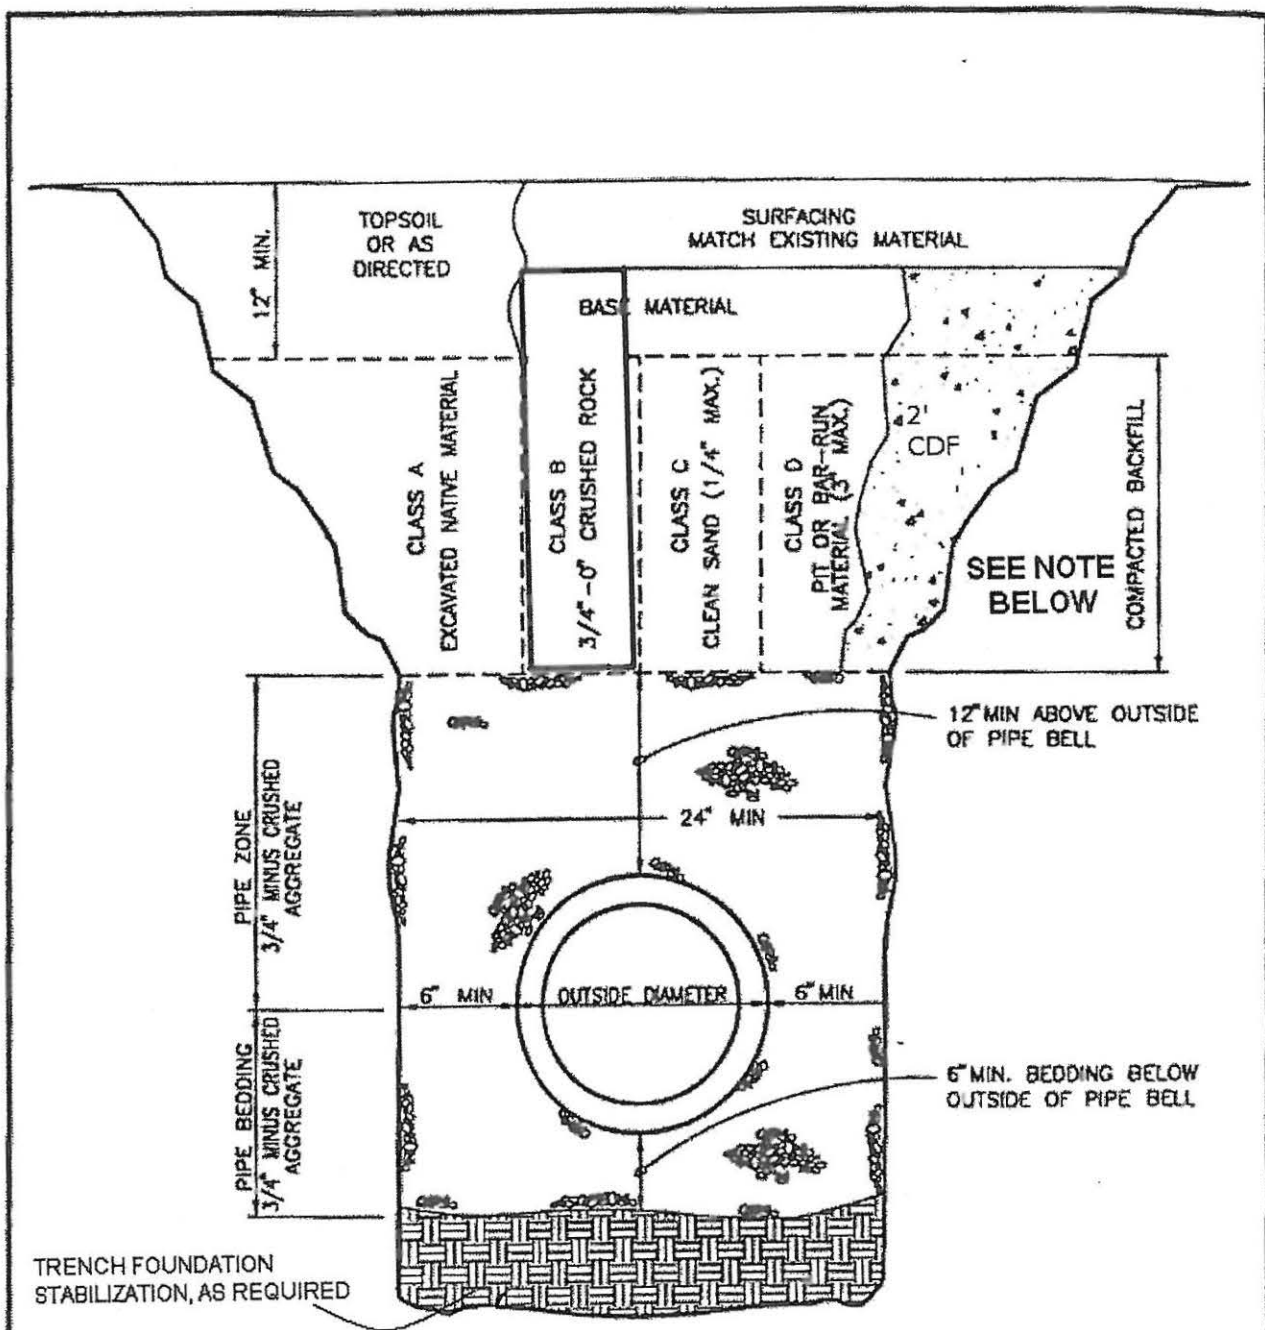 12" MIN.
TOPSOIL
OR AS
DIRECTED
SURFACING
MATCH EXISTING MATERIAL
BASE MATERIAL
CLASS A
EXCAVATED NATIVE MATERIAL
CLASS B
3/4"-0" CRUSHED ROCK
CLASS C
CLEAN SAND (1/4" MAX.)
CLASS D
PIT OR BAR-RUN
MATERIAL (3" MAX.)
2'
CDF
SEE NOTE
BELOW
COMPACTED BACKFILL
12" MIN ABOVE OUTSIDE
OF PIPE BELL
24" MIN
PIPE ZONE
3/4" MINUS CRUSHED
AGGREGATE
6" MIN
OUTSIDE DIAMETER
6" MIN
PIPE BEDDING
3/4" MINUS CRUSHED
AGGREGATE
6" MIN. BEDDING BELOW
OUTSIDE OF PIPE BELL
TRENCH FOUNDATION
STABILIZATION, AS REQUIRED